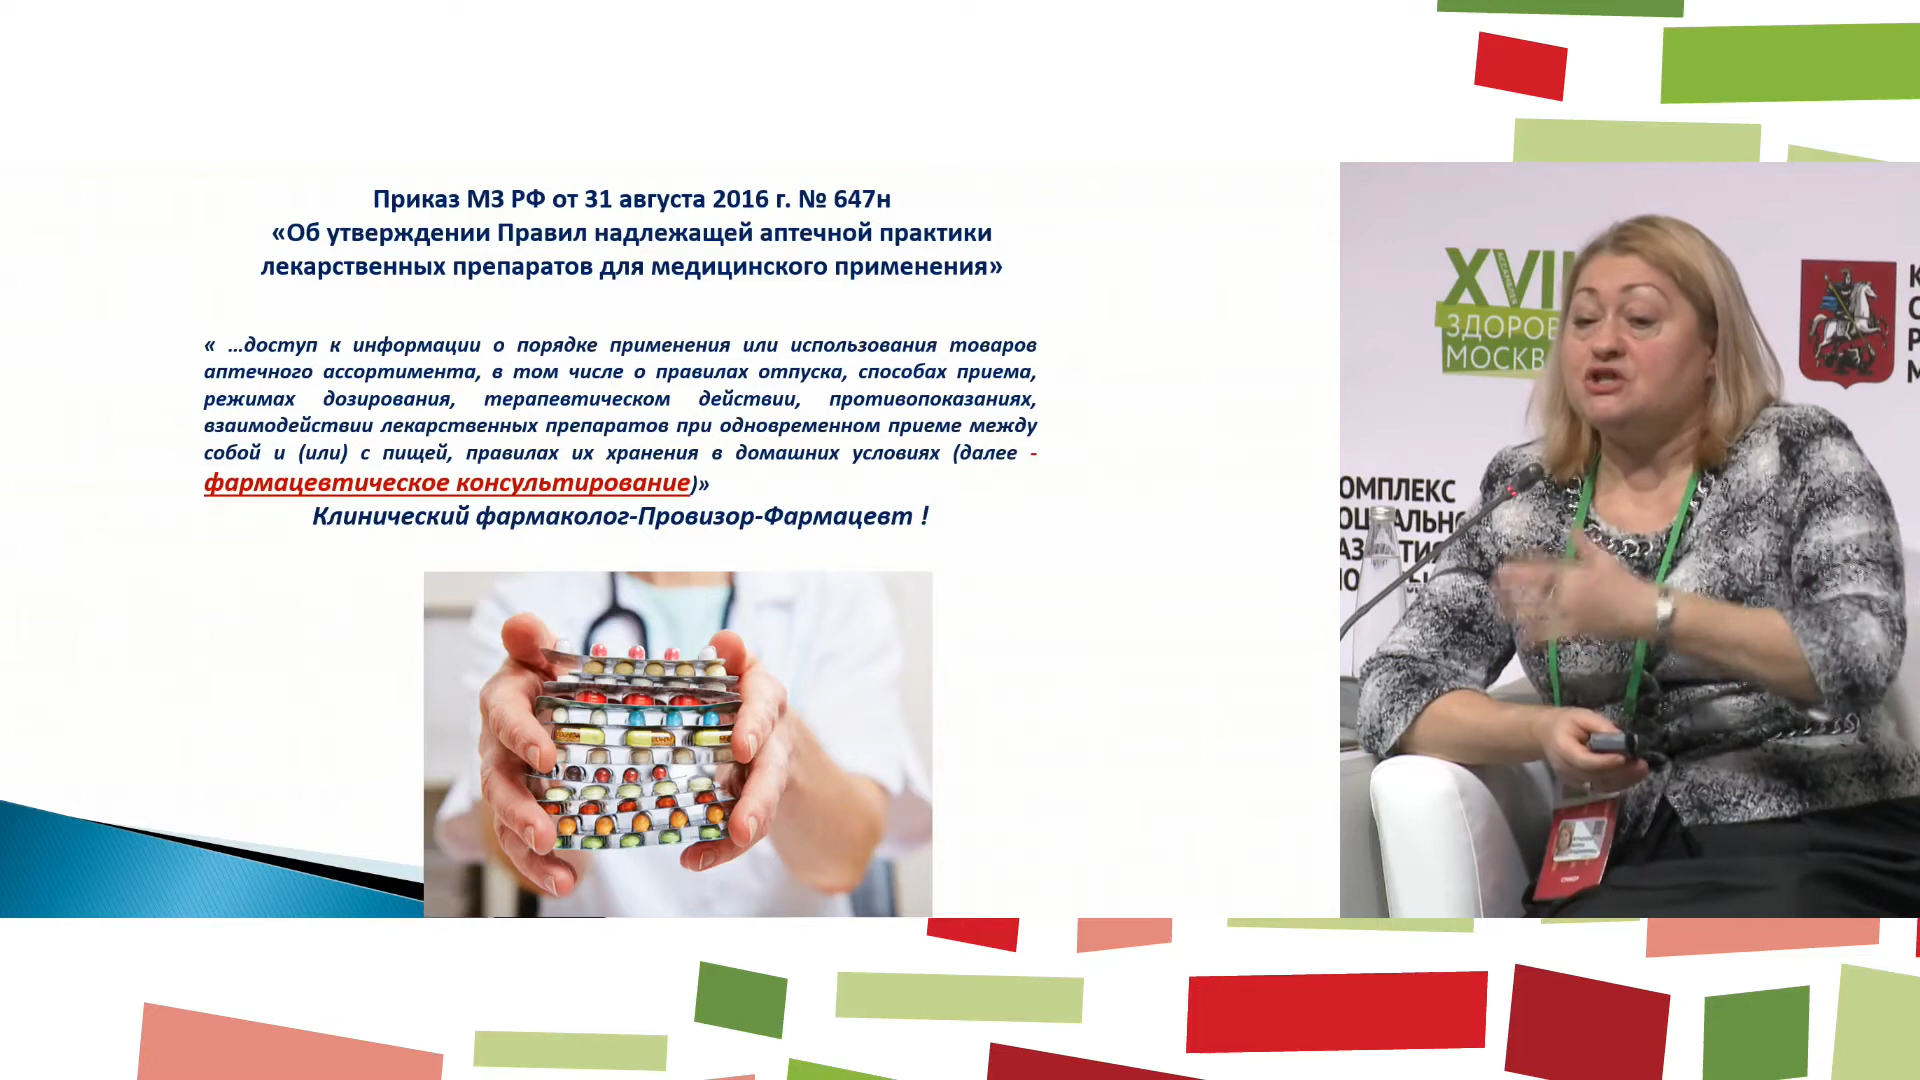 Приказ МЗ РФ от 31 августа 2016 г. № 647н
«Об утверждении Правил надлежащей аптечной практики
лекарственных препаратов для медицинского применения»
« ...доступ к информации о порядке применения или использования товаров
аптечного ассортимента, в том числе о правилах отпуска, способах приема,
режимах дозирования, терапевтическом действии, противопоказаниях,
взаимодействии лекарственных препаратов при одновременном приеме между
собой и (или) с пищей, правилах их хранения в домашних условиях (далее -
фармацевтическое консультирование)»
Клинический фармаколог-Провизор-Фармацевт !
XVI
АССАМБЛЕЯ
ЗДОРОВ
МОСКВ
ОМПЛЕКС